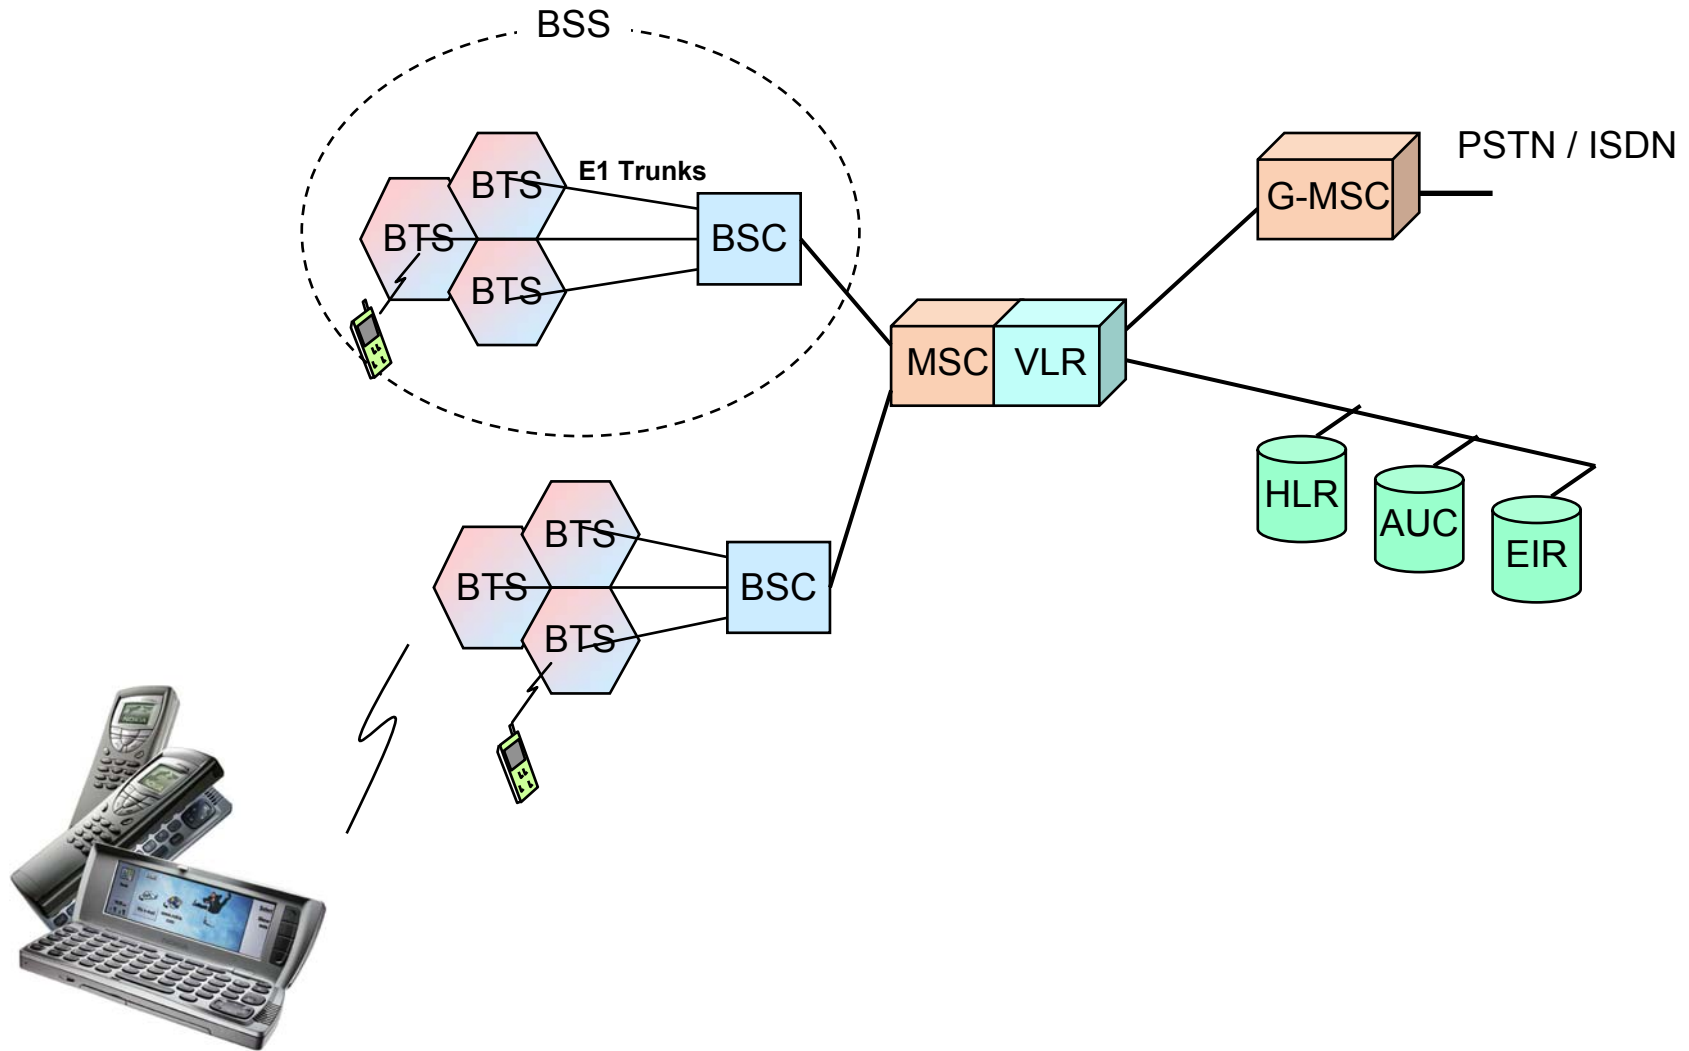 BSS
E1 Trunks
BTS
BTS
BTS
BSC
PSTN / ISDN
G-MSC
MSC
VLR
HLR
AUC
EIR
BTS
BTS
BTS
BSC
NOKIA